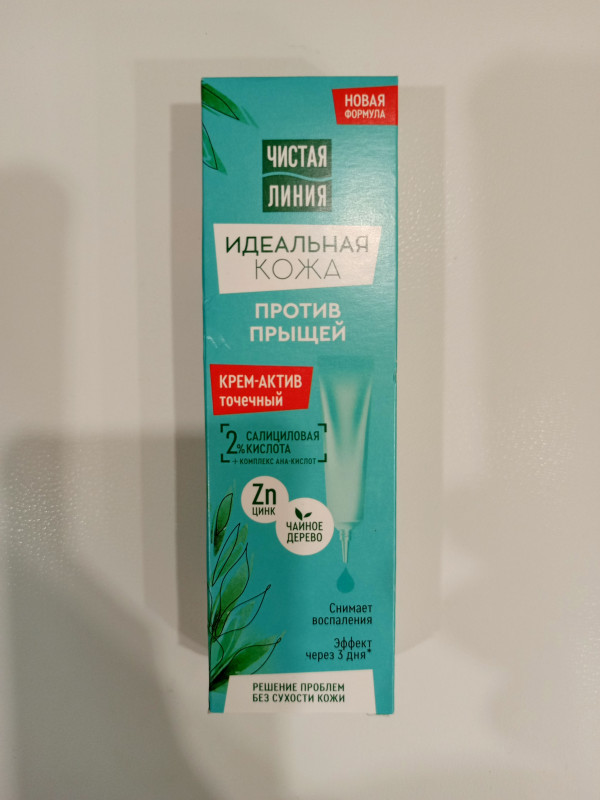 НОВАЯ
ФОРМУЛА
ЧИСТАЯ
ЛИНИЯ
ИДЕАЛЬНАЯ
КОЖА
ПРОТИВ
ПРЫЩЕЙ
КРЕМ-АКТИВ
точечный
2% САЛИЦИЛОВАЯ
КИСЛОТА
+ КОМПЛЕКС АНА-КИСЛОТ
Zn
ЦИНК
ЧАЙНОЕ
ДЕРЕВО
Снимает
воспаления
Эффект
через 3 дня*
РЕШЕНИЕ ПРОБЛЕМ
БЕЗ СУХОСТИ КОЖИ